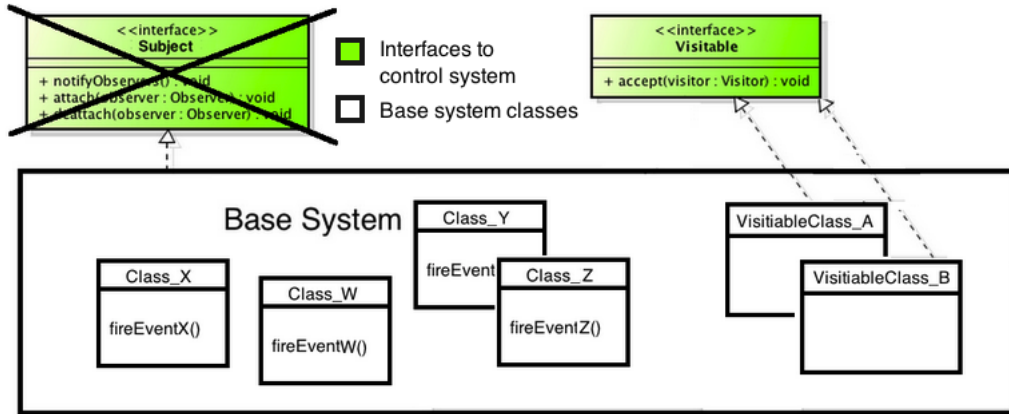 <<interface>>
Subject
+ notifyObservers() : void
+ attach(observer : Observer) : void
+ deattach(observer : Observer) : void
Interfaces to
control system
Base system classes
<<interface>>
Visitable
+ accept(visitor : Visitor) : void
Base System
Class_X
fireEventX()
Class_W
fireEventW()
Class_Y
fireEvent
Class_Z
fireEventZ()
VisitiableClass_A
VisitiableClass_B